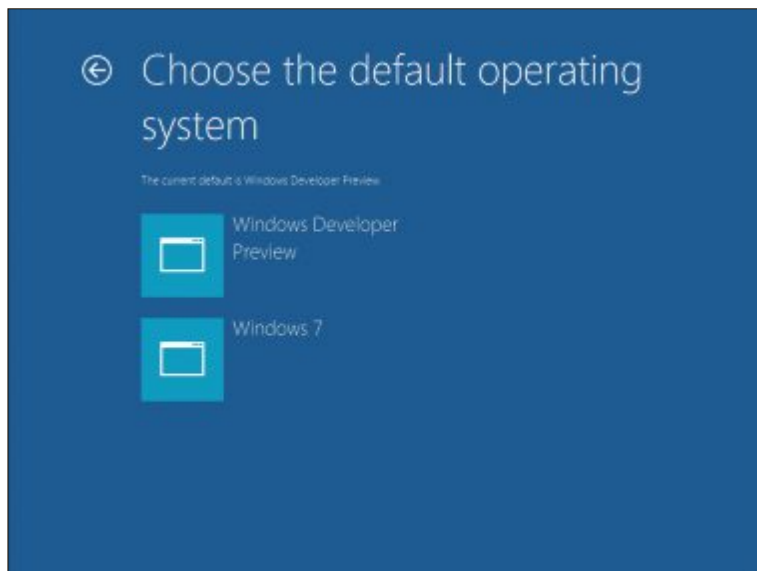 Choose the default operating
system
The current default is Windows Developer Preview.
Windows Developer
Preview
Windows 7